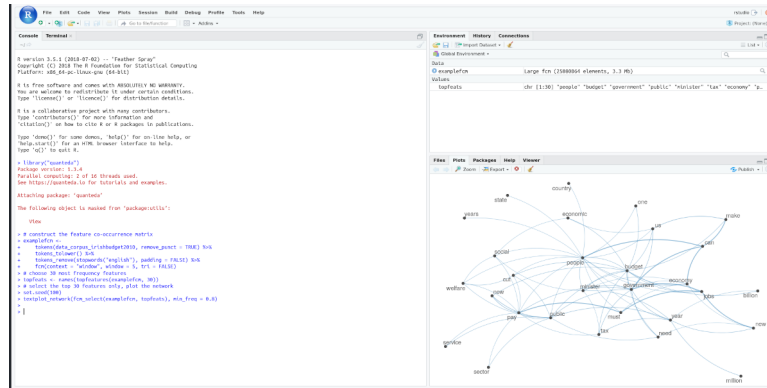 File Edit Code View Plots Session Build Debug Profile Tools Help
rstudio
Go to file/function
Addins
Project: (None)
Console Terminal
R version 3.5.1 (2018-07-02) -- "Feather Spray"
Copyright (C) 2018 The R Foundation for Statistical Computing
Platform: x86_64-pc-linux-gnu (64-bit)
R is free software and comes with ABSOLUTELY NO WARRANTY.
You are welcome to redistribute it under certain conditions.
Type 'license()' or 'licence()' for distribution details.
R is a collaborative project with many contributors.
Type 'contributors()' for more information and
'citation()' on how to cite R or R packages in publications.
Type 'demo()' for some demos, 'help()' for on-line help, or
'help.start()' for an HTML browser interface to help.
Type 'q()' to quit R.
> library("quanteda")
Package version: 1.3.4
Parallel computing: 2 of 16 threads used.
See https://quanteda.io for tutorials and examples.
Attaching package: 'quanteda'
The following object is masked from 'package:utils':
View
> # construct the feature co-occurrence matrix
> examplefcm <-
+ tokens(data_corpus_irishbudget2010, remove_punct = TRUE) %>%
+ tokens_tolower() %>%
+ tokens_remove(stopwords("english"), padding = FALSE) %>%
+ fcm(context = "window", window = 5, tri = FALSE)
> # choose 30 most frequency features
> topfeats <- names(topfeatures(examplefcm, 30))
> # select the top 30 features only, plot the network
> set.seed(100)
> textplot_network(fcm_select(examplefcm, topfeats), min_freq = 0.8)
>
>
Environment History Connections
Import Dataset
List
Global Environment
Data
examplefcm Large fcm (25000064 elements, 3.3 Mb)
Values
topfeats chr [1:30] "people" "budget" "government" "public" "minister" "tax" "economy" "p…
Files Plots Packages Help Viewer
Zoom Export
Publish
country
state
one
years
economic
us
make
can
social
people
budget
cut
economy
welfare
now
minister
government
jobs
billion
pay
public
must
year
new
tax
need
service
sector
million